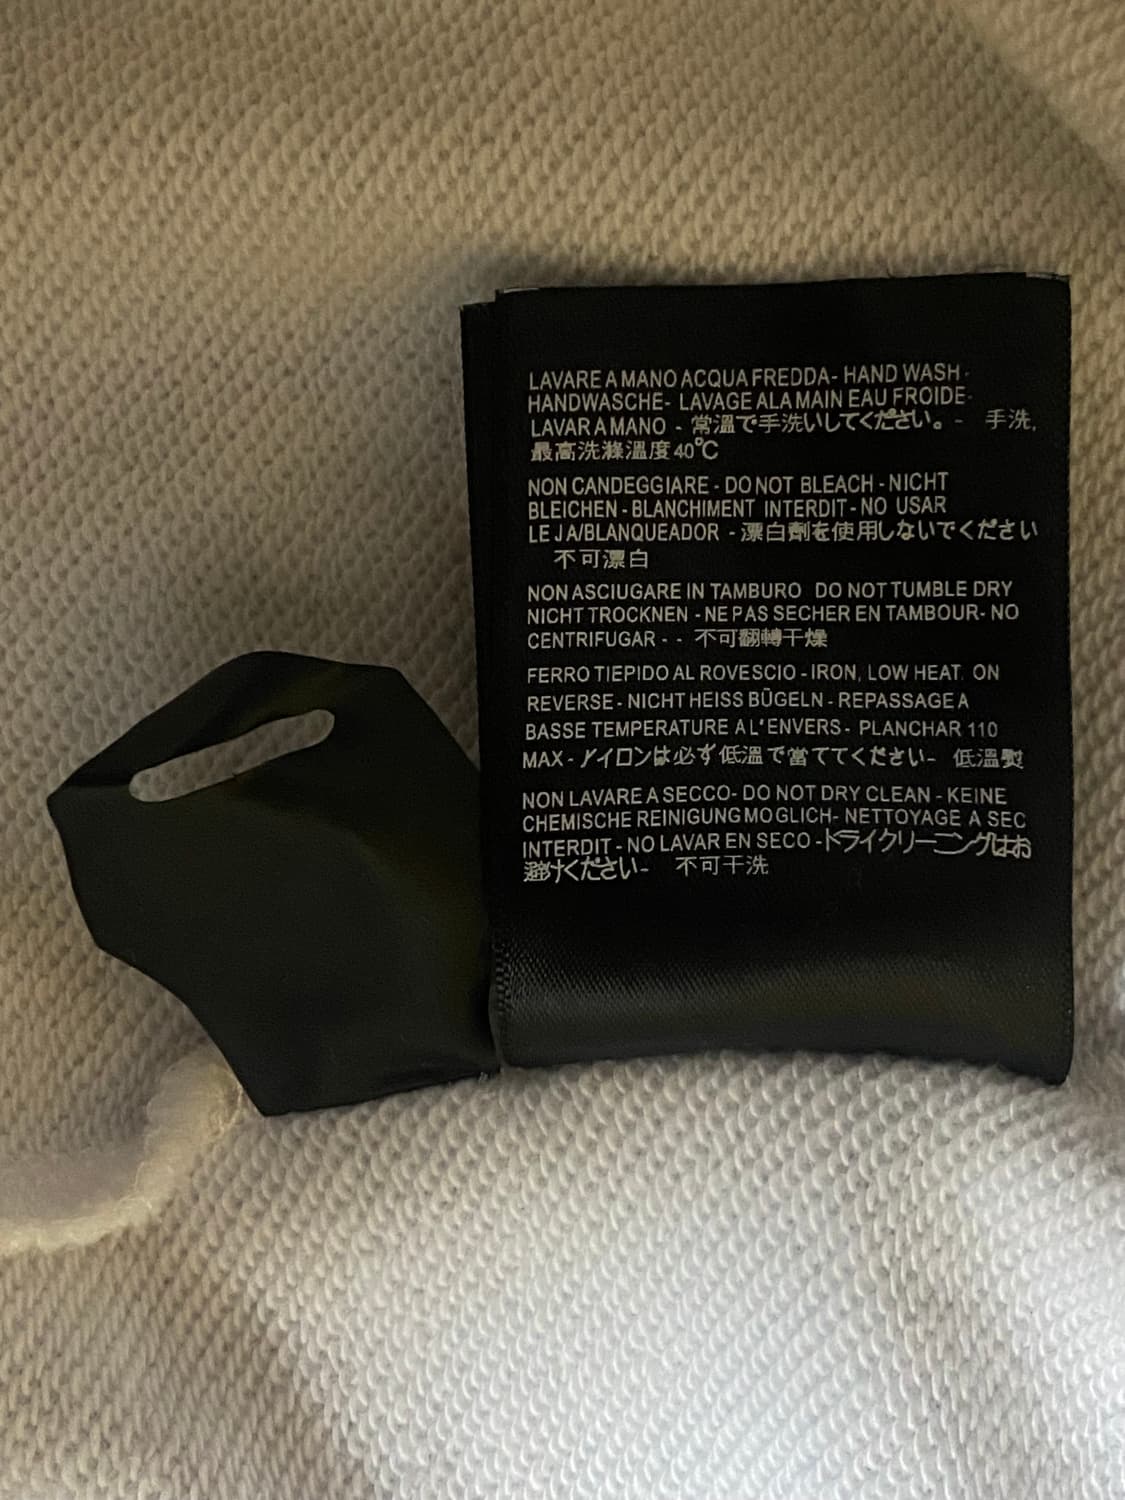 LAVARE A MANO ACQUA FREDDA- HAND WASH -
HANDWASCHE- LAVAGE ALA MAIN EAU FROIDE-
LAVAR A MANO - 常溫で手洗いしてください。- 手洗,
最高洗滌溫度40°C
NON CANDEGGIARE - DO NOT BLEACH - NICHT
BLEICHEN - BLANCHIMENT INTERDIT - NO USAR
LEJA/BLANQUEADOR - 漂白劑を使用しないでください
不可漂白
NON ASCIUGARE IN TAMBURO DO NOT TUMBLE DRY
NICHT TROCKNEN - NE PAS SECHER EN TAMBOUR- NO
CENTRIFUGAR - - 不可翻轉干燥
FERRO TIEPIDO AL ROVESCIO - IRON, LOW HEAT. ON
REVERSE - NICHT HEISS BÜGELN - REPASSAGE A
BASSE TEMPERATURE A L'ENVERS - PLANCHAR 110
MAX - アイロンは必ず低溫で當ててください- 低溫熨
NON LAVARE A SECCO- DO NOT DRY CLEAN - KEINE
CHEMISCHE REINIGUNG MOGLICH- NETTOYAGE A SEC
INTERDIT - NO LAVAR EN SECO -ドライクリーニングはお
避けください- 不可干洗